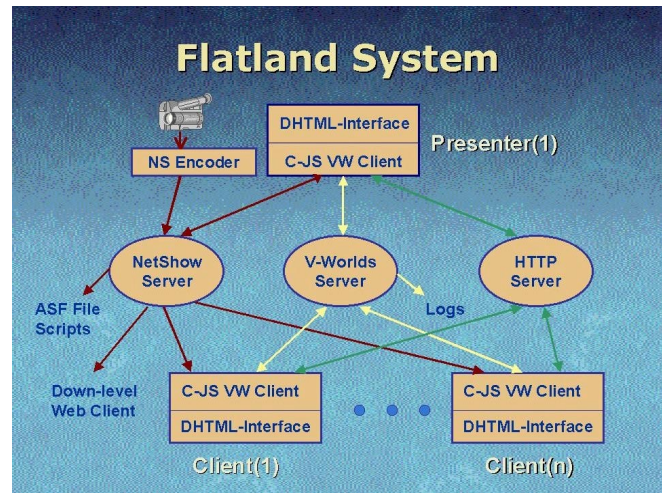 Flatland System
DHTML-Interface
C-JS VW Client
Presenter(1)
NS Encoder
NetShow
Server
V-Worlds
Server
HTTP
Server
ASF File
Scripts
Logs
Down-level
Web Client
C-JS VW Client
DHTML-Interface
Client(1)
C-JS VW Client
DHTML-Interface
Client(n)